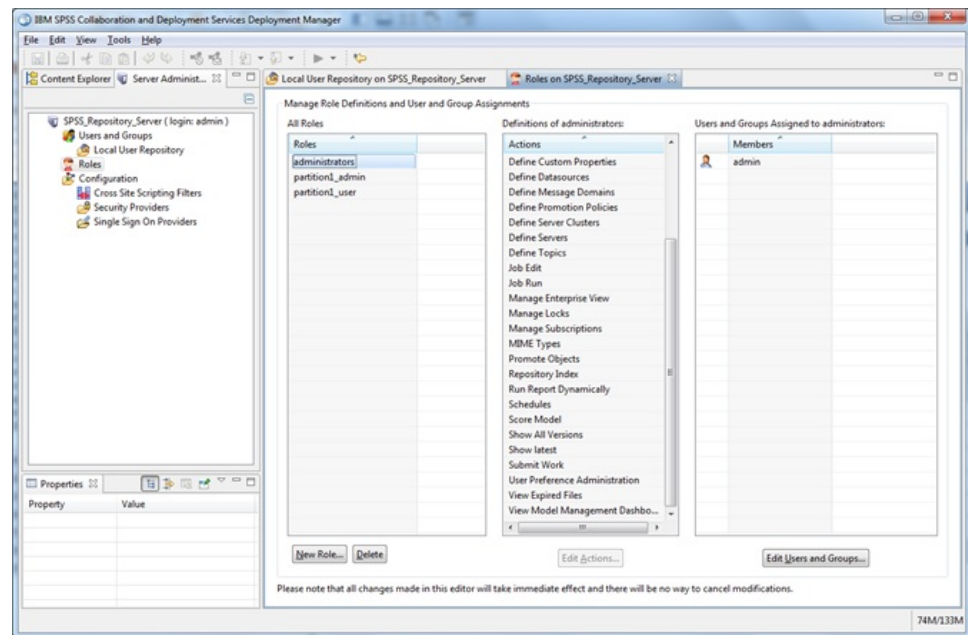 IBM SPSS Collaboration and Deployment Services Deployment Manager
File Edit View Tools Help
Content Explorer Server Administ...
Local User Repository on SPSS_Repository_Server Roles on SPSS_Repository_Server
SPSS_Repository_Server ( login: admin )
Users and Groups
Local User Repository
Roles
Configuration
Cross Site Scripting Filters
Security Providers
Single Sign On Providers
Properties
Property Value
Manage Role Definitions and User and Group Assignments
All Roles
Roles
administrators
partition1_admin
partition1_user
New Role... Delete
Definitions of administrators:
Actions
Define Custom Properties
Define Datasources
Define Message Domains
Define Promotion Policies
Define Server Clusters
Define Servers
Define Topics
Job Edit
Job Run
Manage Enterprise View
Manage Locks
Manage Subscriptions
MIME Types
Promote Objects
Repository Index
Run Report Dynamically
Schedules
Score Model
Show All Versions
Show latest
Submit Work
User Preference Administration
View Expired Files
View Model Management Dashbo...
Edit Actions...
Users and Groups Assigned to administrators:
Members
admin
Edit Users and Groups...
Please note that all changes made in this editor will take immediate effect and there will be no way to cancel modifications.
74M/133M